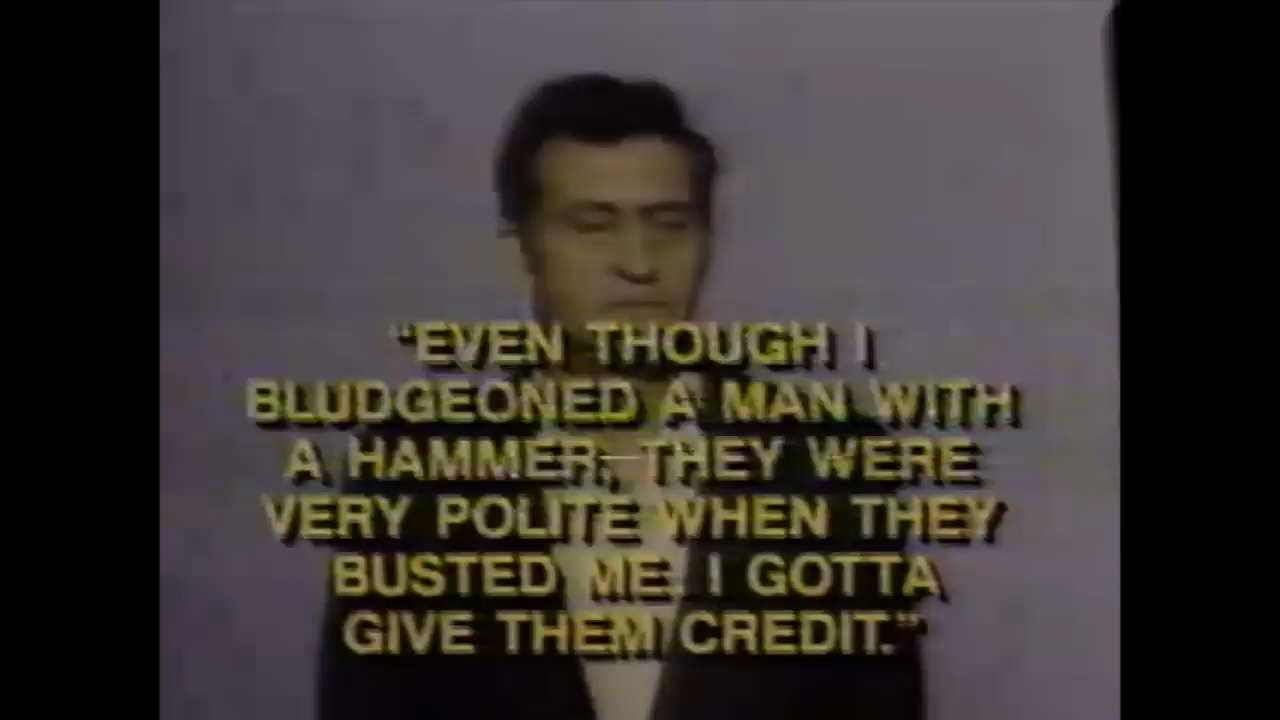 “EVEN THOUGH I
BLUDGEONED A MAN WITH
A HAMMER, THEY WERE
VERY POLITE WHEN THEY
BUSTED ME. I GOTTA
GIVE THEM CREDIT.”